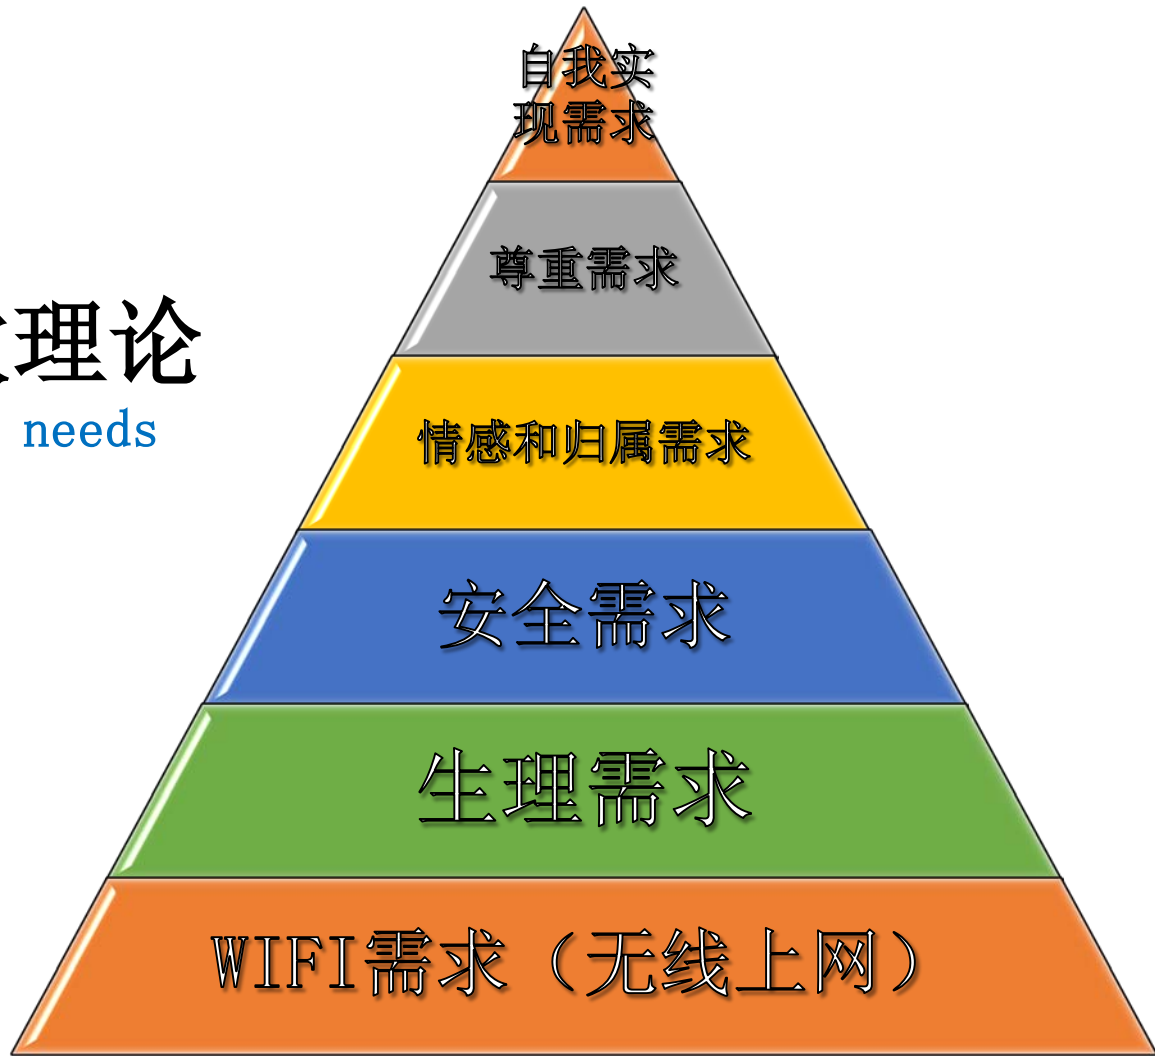 自我实
现需求
尊重需求
理论
needs
情感和归属需求
安全需求
生理需求
WIFI需求（无线上网）